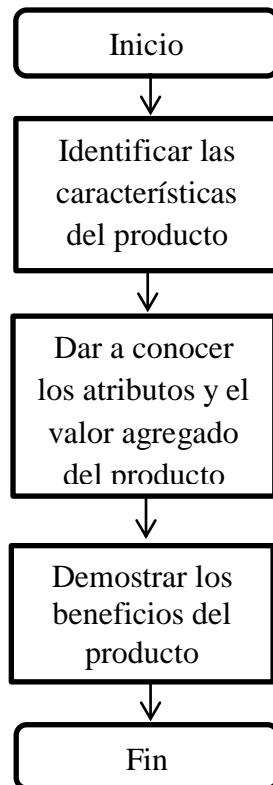 Inicio
Identificar las
característícas
del producto
Dar a conocer
los atributos y el
valor agregado
del producto
Demostrar los
beneficios del
producto
Fin